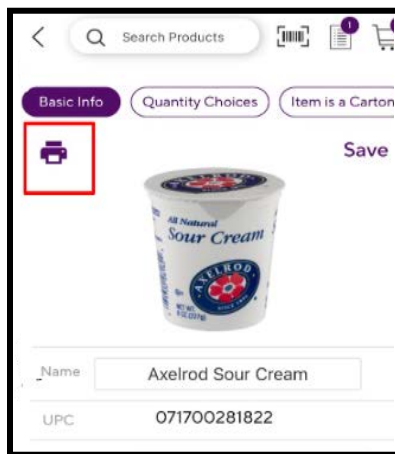 Search Products
1
Basic Info
Quantity Choices
Item is a Carton
Save
All Natural
Sour Cream
AXELROD
Name
Axelrod Sour Cream
UPC
071700281822